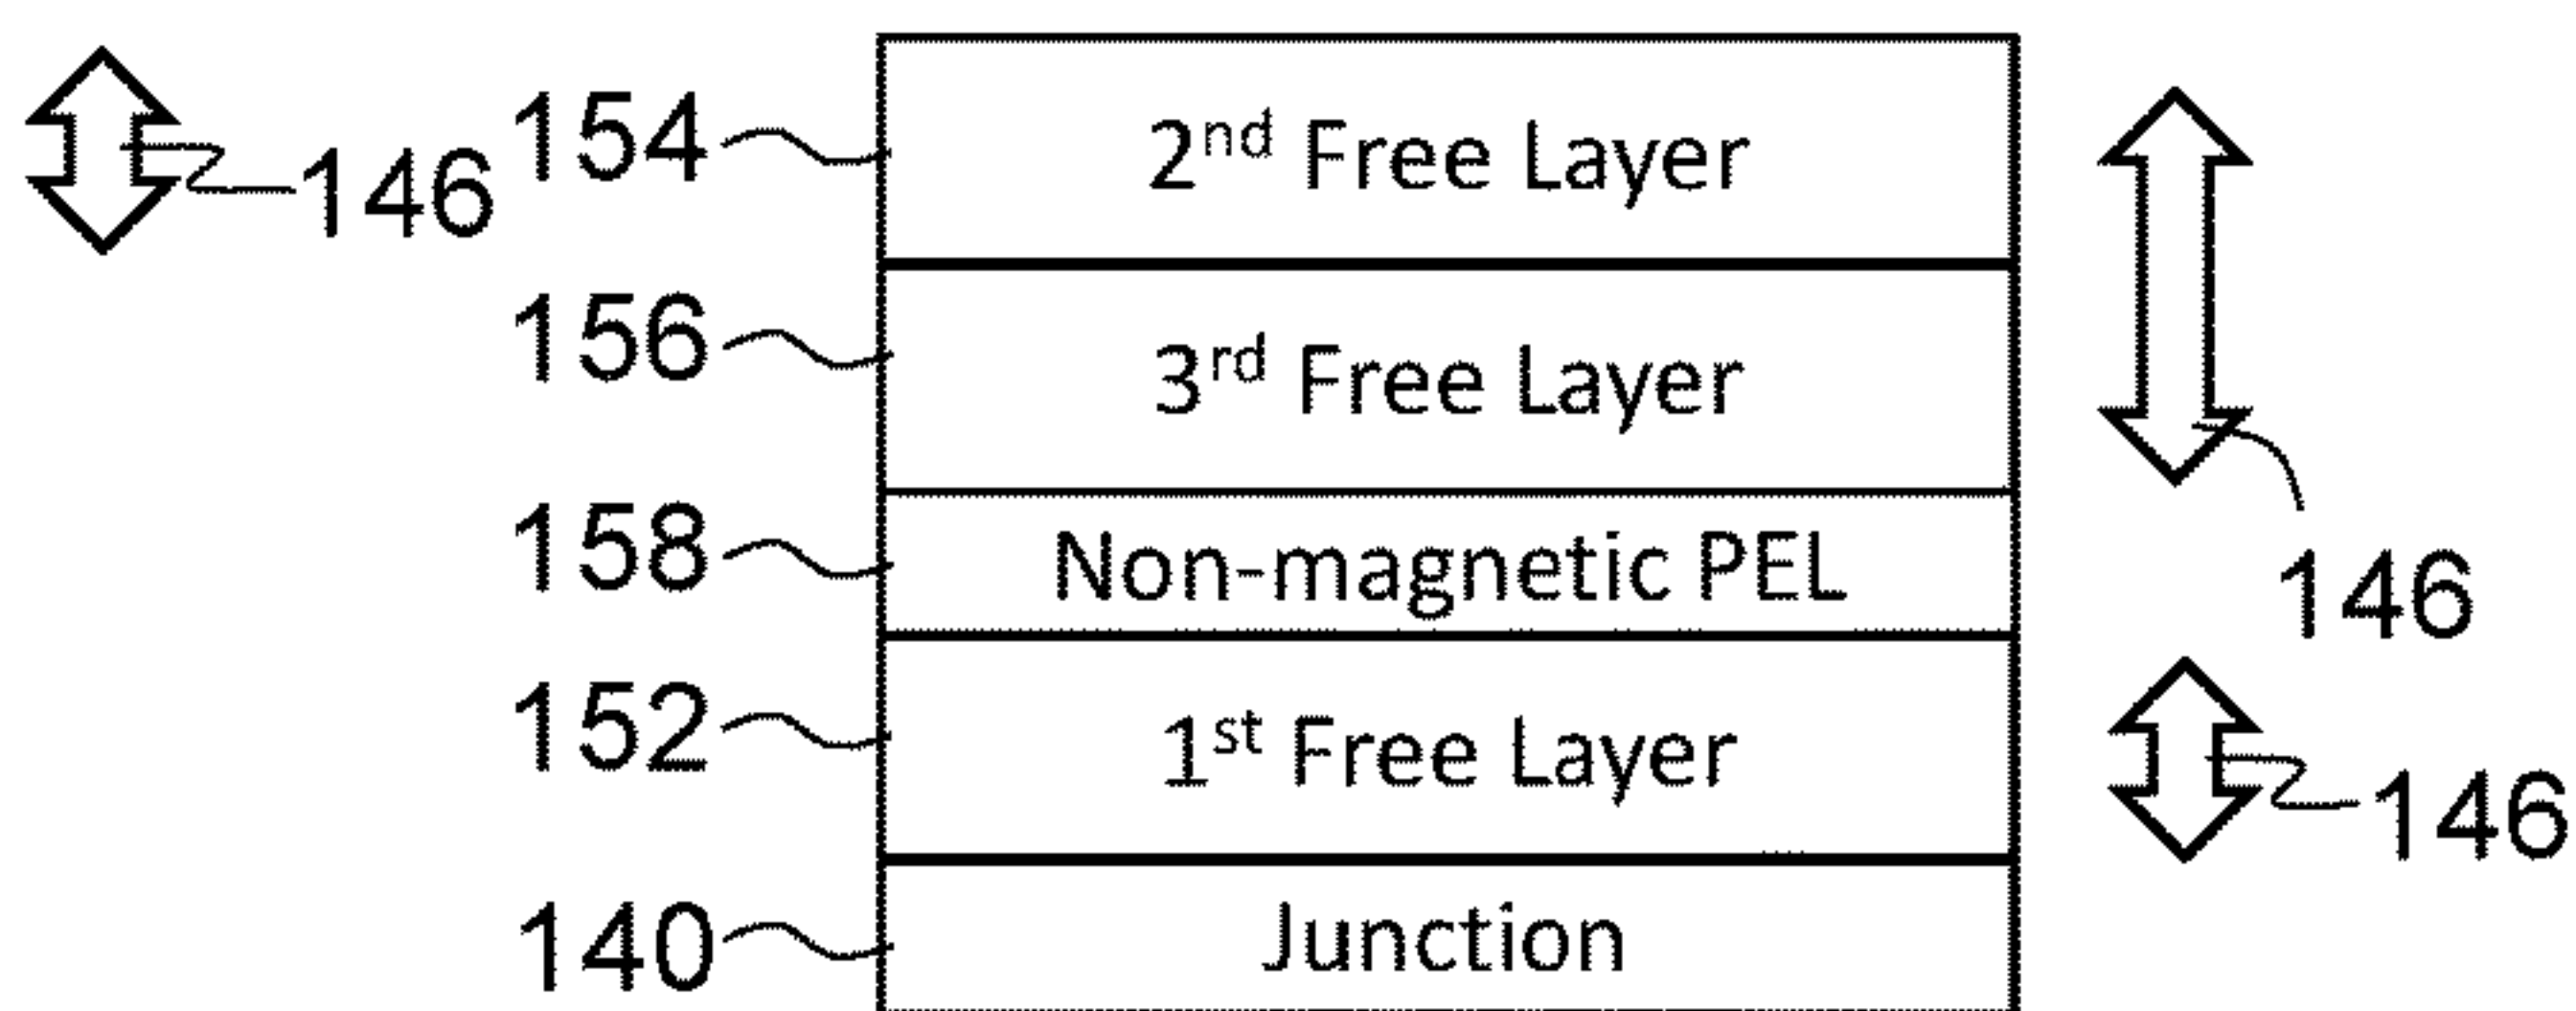 146
154 2nd Free Layer
156 3rd Free Layer
158 Non-magnetic PEL
146
152 1st Free Layer
146
140 Junction